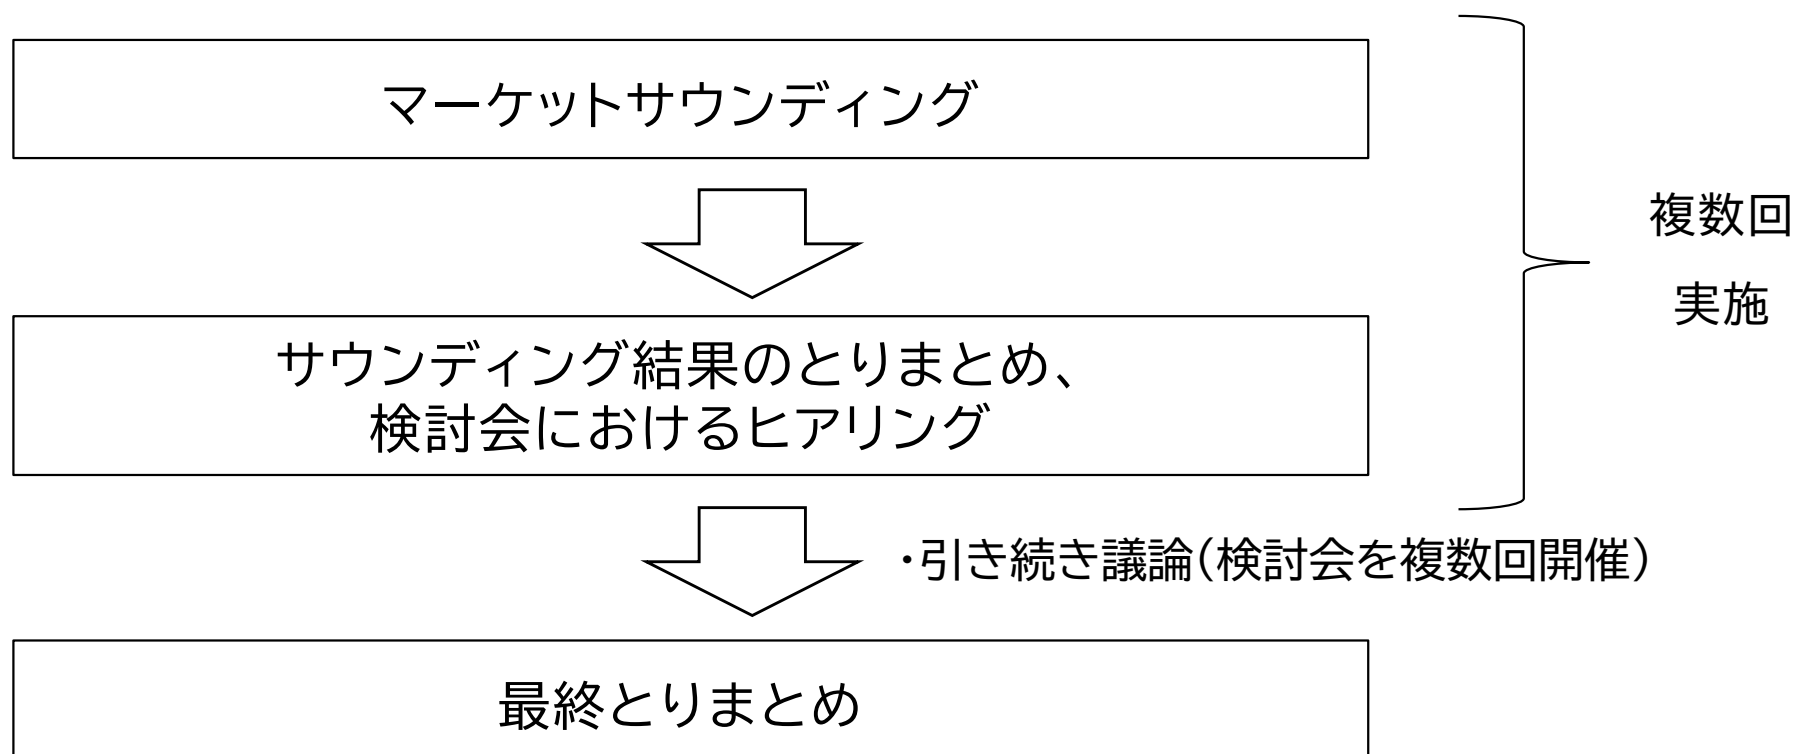 マーケットサウンディング
複数回
実施
サウンディング結果のとりまとめ、
検討会におけるヒアリング
・引き続き議論(検討会を複数回開催)
最終とりまとめ